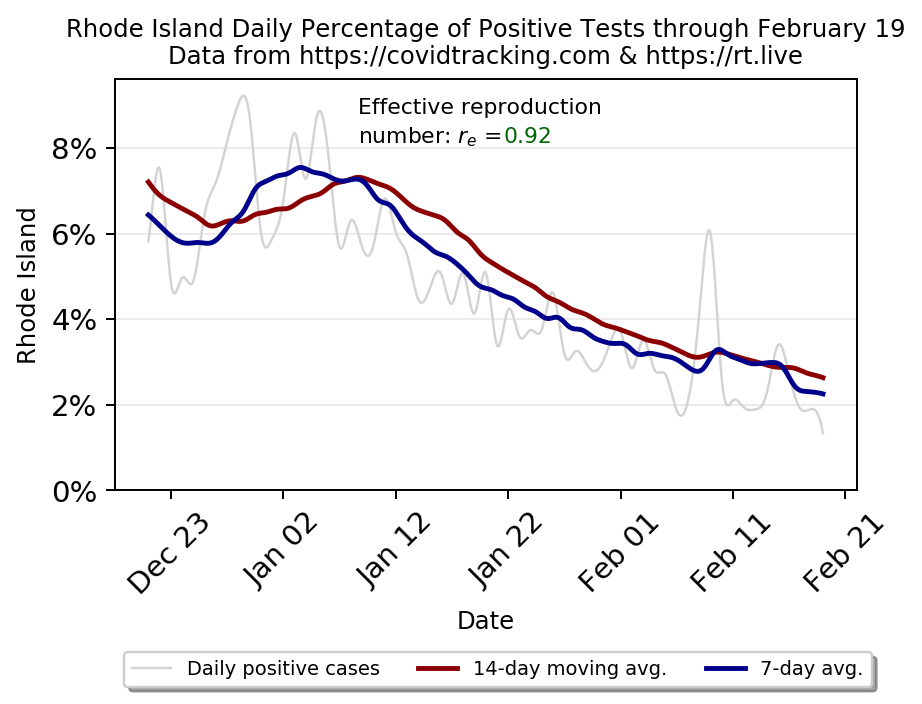 Rhode Island Daily Percentage of Positive Tests through February 19
Data from https://covidtracking.com & https://rt.live
Effective reproduction
number: rₑ =0.92
8%
6%
4%
2%
0%
Rhode Island
Dec 23
Jan 02
Jan 12
Jan 22
Feb 01
Feb 11
Feb 21
Date
Daily positive cases
14-day moving avg.
7-day avg.